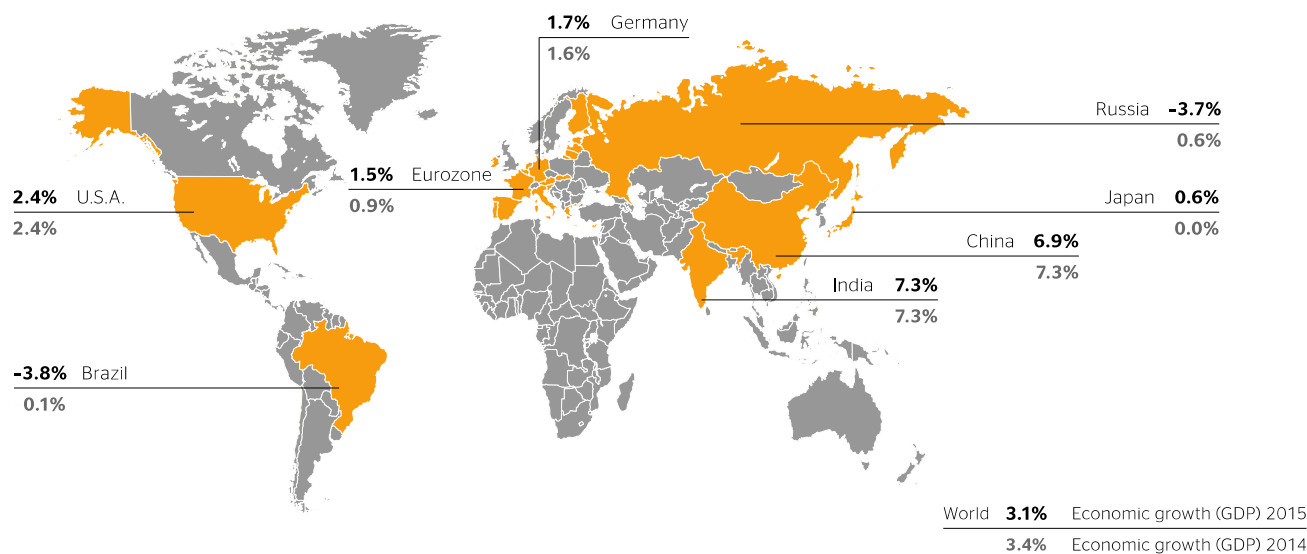 1.7% Germany
1.6%
Russia –3.7%
0.6%
1.5% Eurozone
0.9%
2.4% U.S.A.
2.4%
Japan 0.6%
0.0%
China 6.9%
7.3%
India 7.3%
7.3%
–3.8% Brazil
0.1%
World 3.1% Economic growth (GDP) 2015
3.4% Economic growth (GDP) 2014